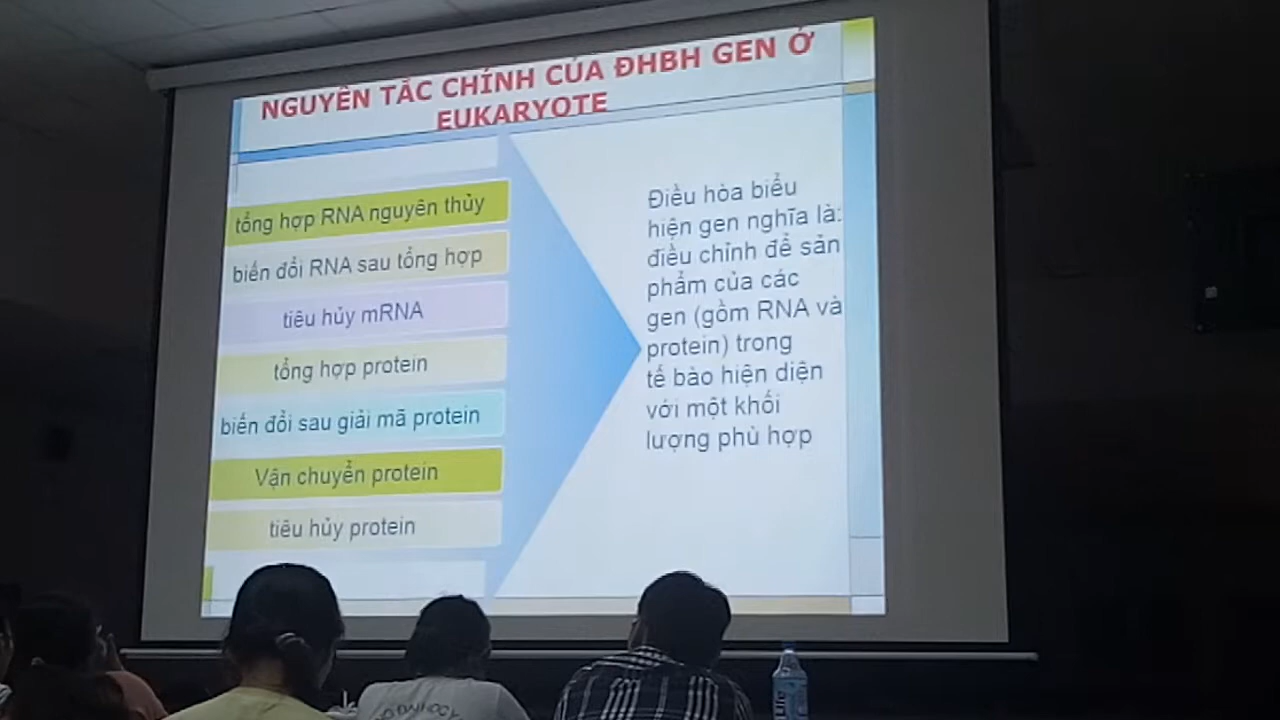 NGUYÊN TẮC CHÍNH CỦA ĐHBH GEN Ở
EUKARYOTE
tổng hợp RNA nguyên thủy
biến đổi RNA sau tổng hợp
tiêu hủy mRNA
tổng hợp protein
biến đổi sau giải mã protein
Vận chuyển protein
tiêu hủy protein
Điều hòa biểu
hiện gen nghĩa là:
điều chỉnh để sản
phẩm của các
gen (gồm RNA và
protein) trong
tế bào hiện diện
với một khối
lượng phù hợp